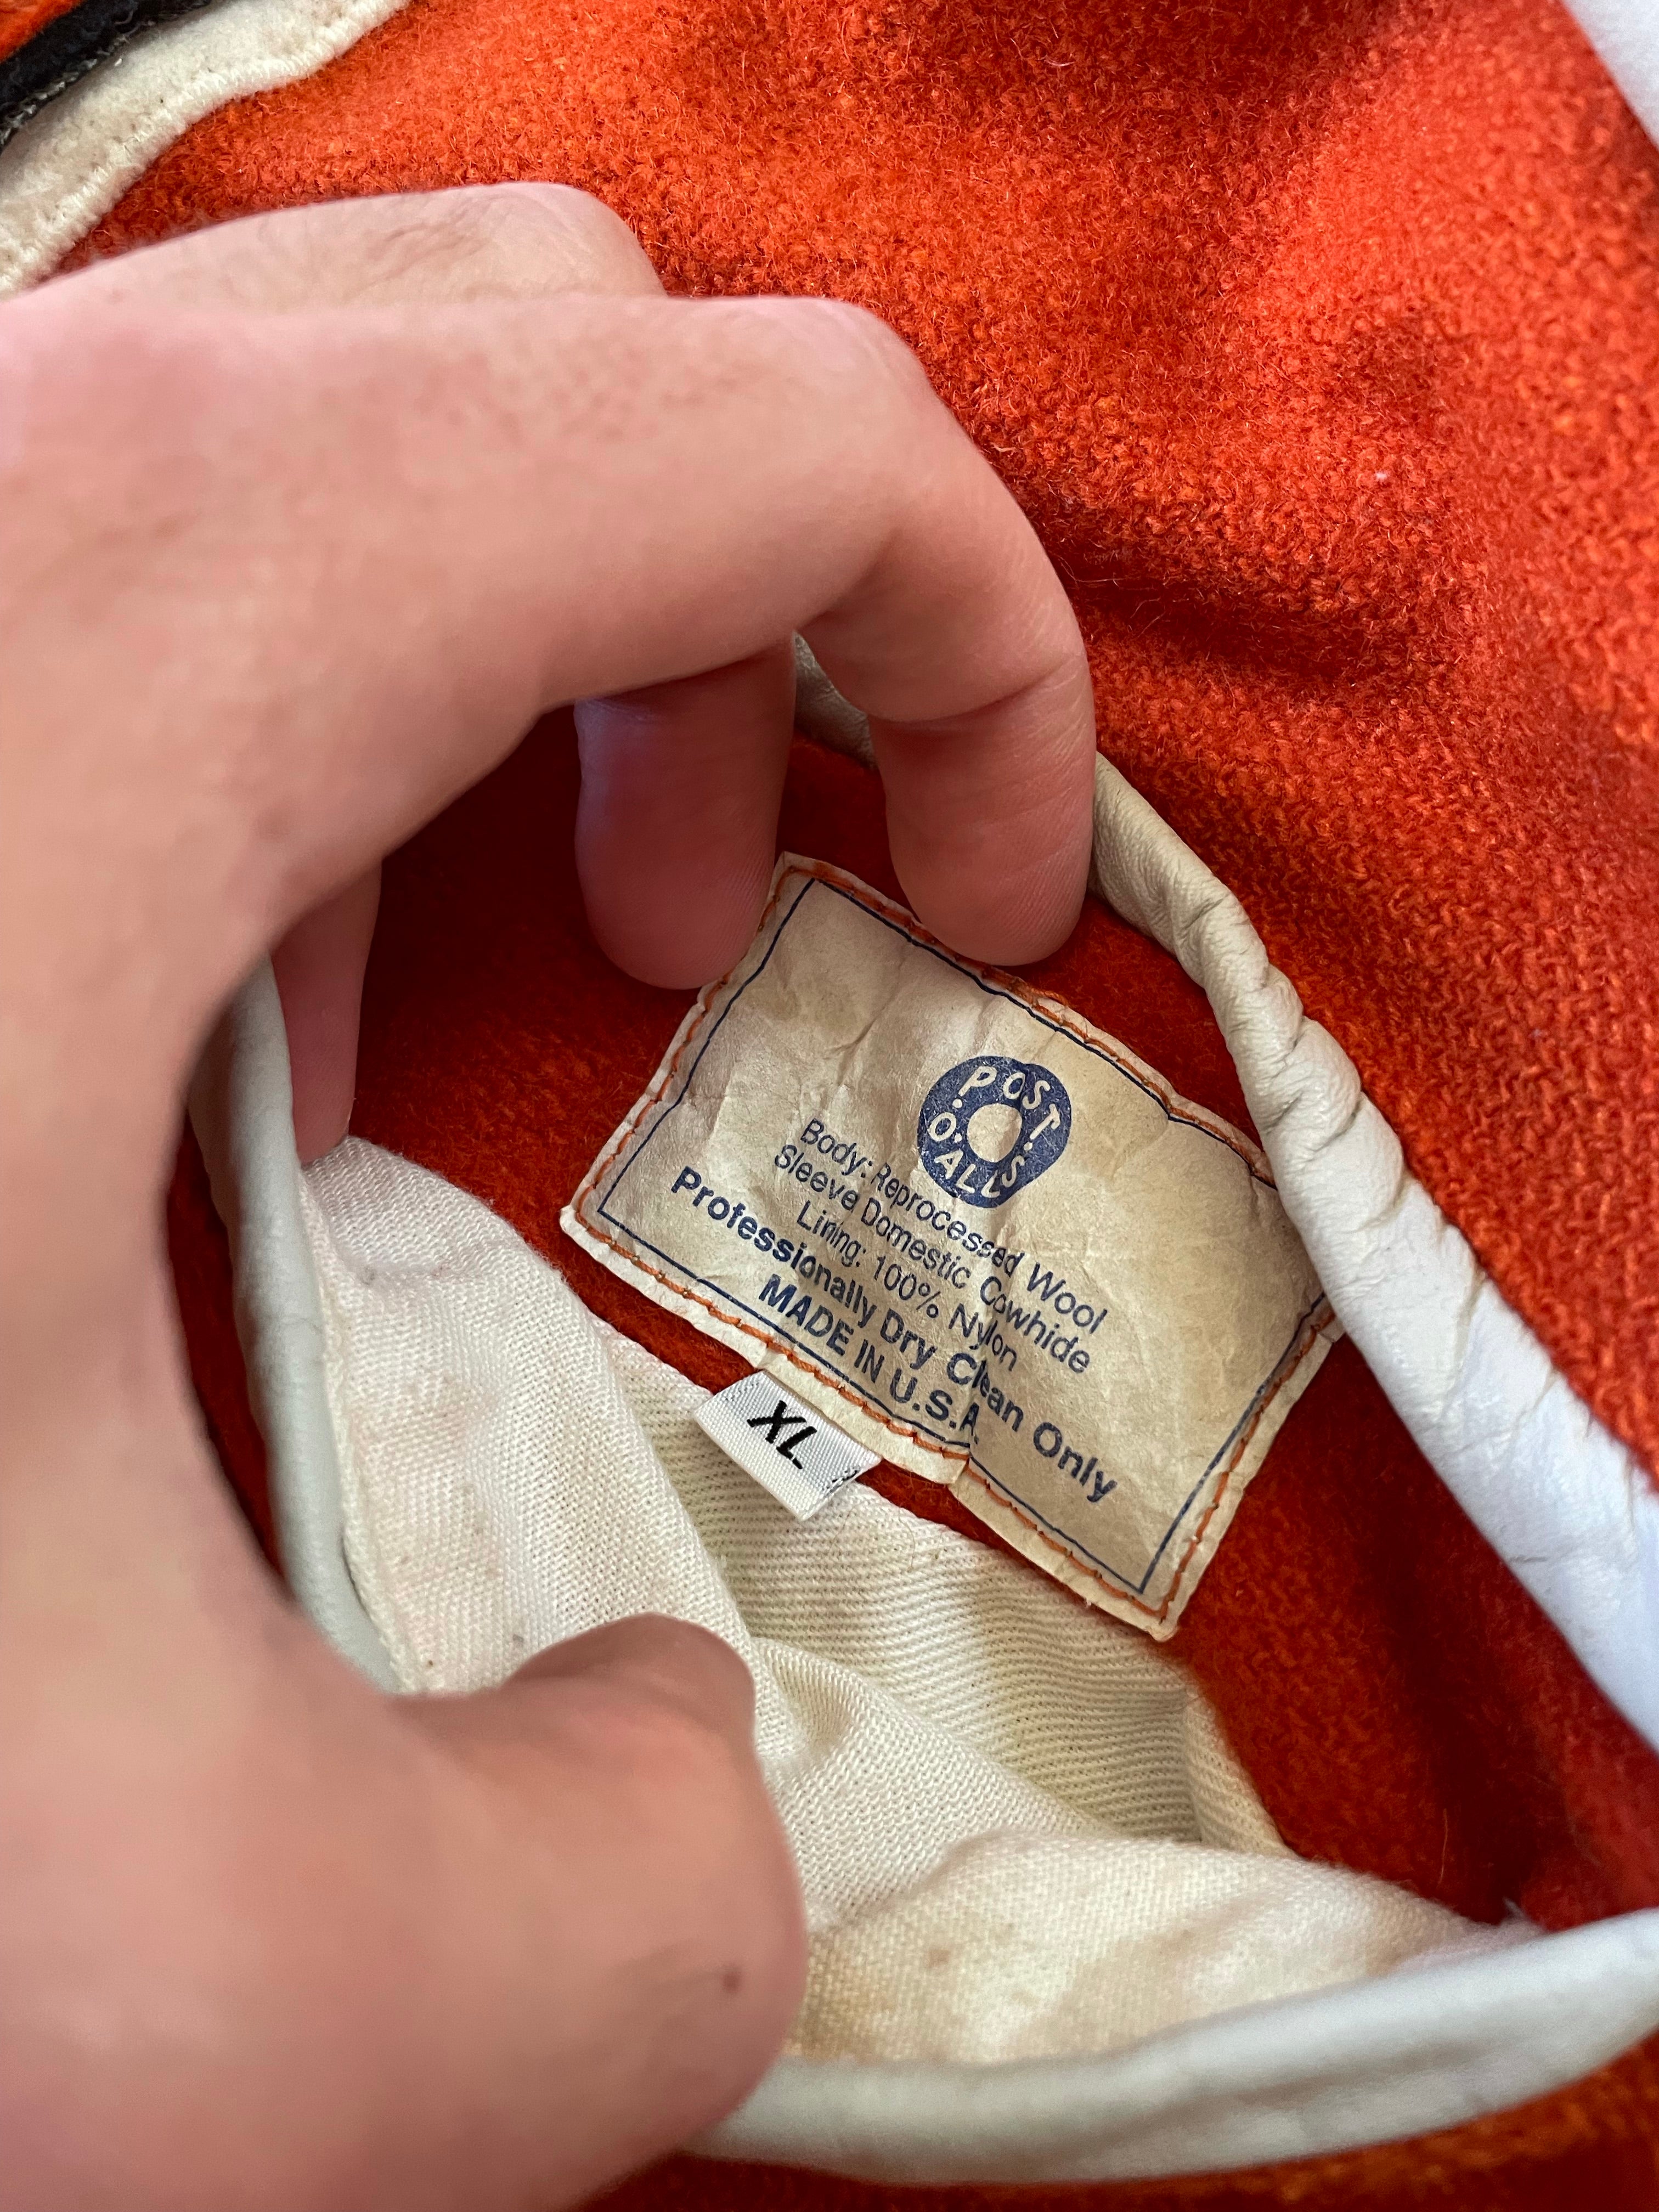 POST
O'ALLS
Body: Reprocessed Wool
Sleeve Domestic Cowhide
Lining: 100% Nylon
Professionally Dry Clean Only
MADE IN U.S.A.
XL